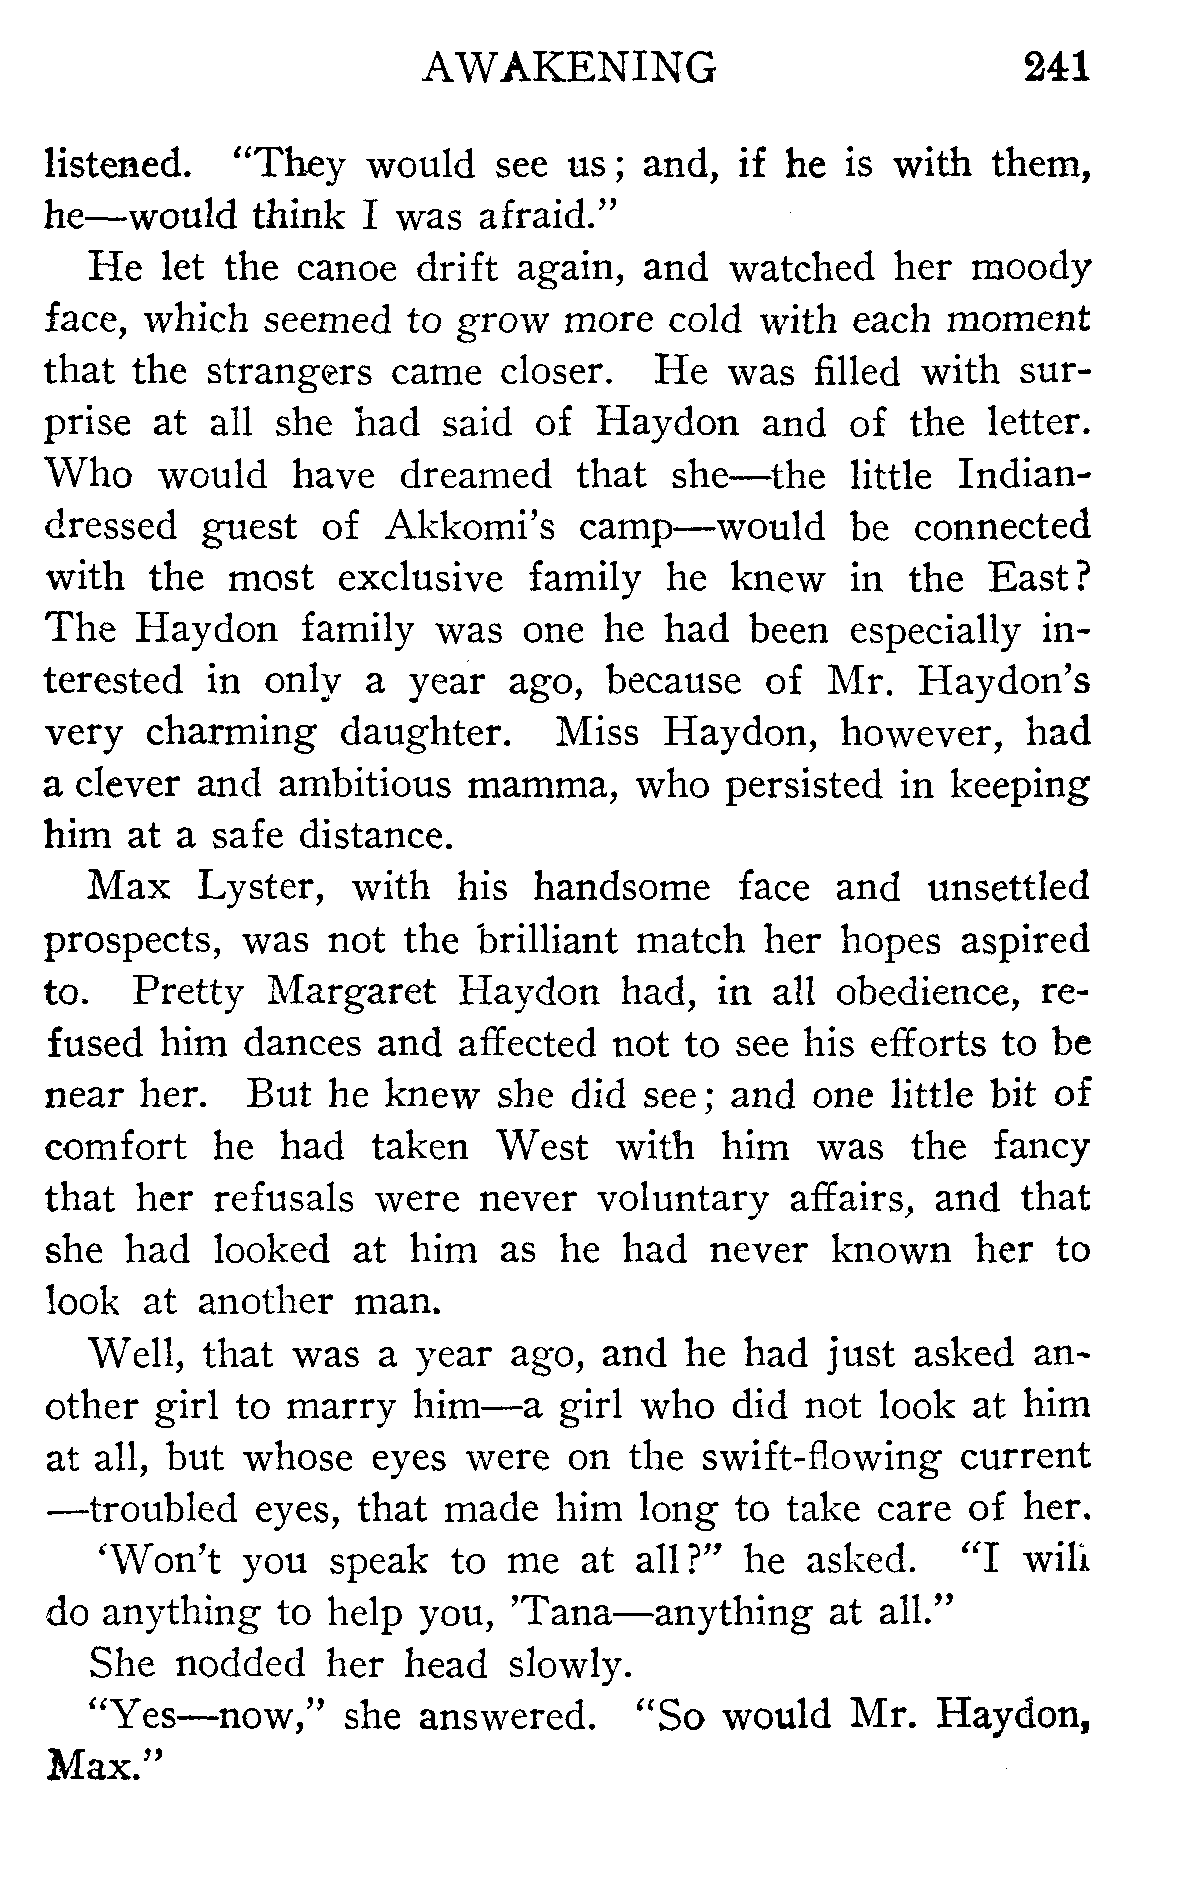 AWAKENING 241
listened. “They would see us; and, if he is with them,
he—would think I was afraid.”
He let the canoe drift again, and watched her moody
face, which seemed to grow more cold with each moment
that the strangers came closer. He was filled with sur-
prise at all she had said of Haydon and of the letter.
Who would have dreamed that she—the little Indian-
dressed guest of Akkomi’s camp—would be connected
with the most exclusive family he knew in the East?
The Haydon family was one he had been especially in-
terested in only a year ago, because of Mr. Haydon’s
very charming daughter. Miss Haydon, however, had
a clever and ambitious mamma, who persisted in keeping
him at a safe distance.
Max Lyster, with his handsome face and unsettled
prospects, was not the brilliant match her hopes aspired
to. Pretty Margaret Haydon had, in all obedience, re-
fused him dances and affected not to see his efforts to be
near her. But he knew she did see; and one little bit of
comfort he had taken West with him was the fancy
that her refusals were never voluntary affairs, and that
she had looked at him as he had never known her to
look at another man.
Well, that was a year ago, and he had just asked an-
other girl to marry him—a girl who did not look at him
at all, but whose eyes were on the swift-flowing current
—troubled eyes, that made him long to take care of her.
‘Won’t you speak to me at all?” he asked. “I will
do anything to help you, ’Tana—anything at all.”
She nodded her head slowly.
“Yes—now,” she answered. “So would Mr. Haydon,
Max.”